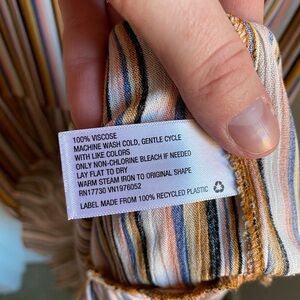 100% VISCOSE
MACHINE WASH COLD, GENTLE CYCLE
WITH LIKE COLORS
ONLY NON-CHLORINE BLEACH IF NEEDED
LAY FLAT TO DRY
WARM STEAM IRON TO ORIGINAL SHAPE
RN17730 VN1976052
LABEL MADE FROM 100% RECYCLED PLASTIC